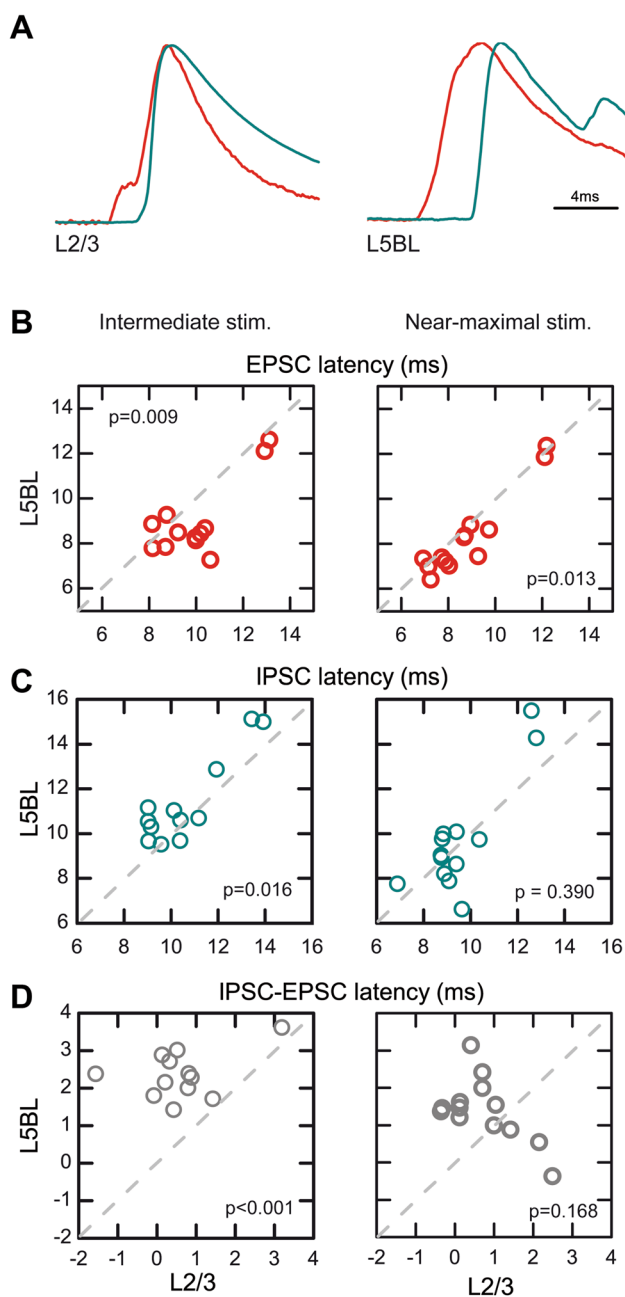 A
L2/3
L5BL
4ms
B
Intermediate stim.
Near-maximal stim.
EPSC latency (ms)
14
12
10
8
6
L5BL
p=0.009
6 8 10 12 14
p=0.013
6 8 10 12 14
C
IPSC latency (ms)
16
14
12
10
8
6
L5BL
p=0.016
6 8 10 12 14 16
p = 0.390
6 8 10 12 14 16
D
IPSC-EPSC latency (ms)
4
3
2
1
0
-1
-2
L5BL
p<0.001
-2 -1 0 1 2 3 4
L2/3
p=0.168
-2 -1 0 1 2 3 4
L2/3